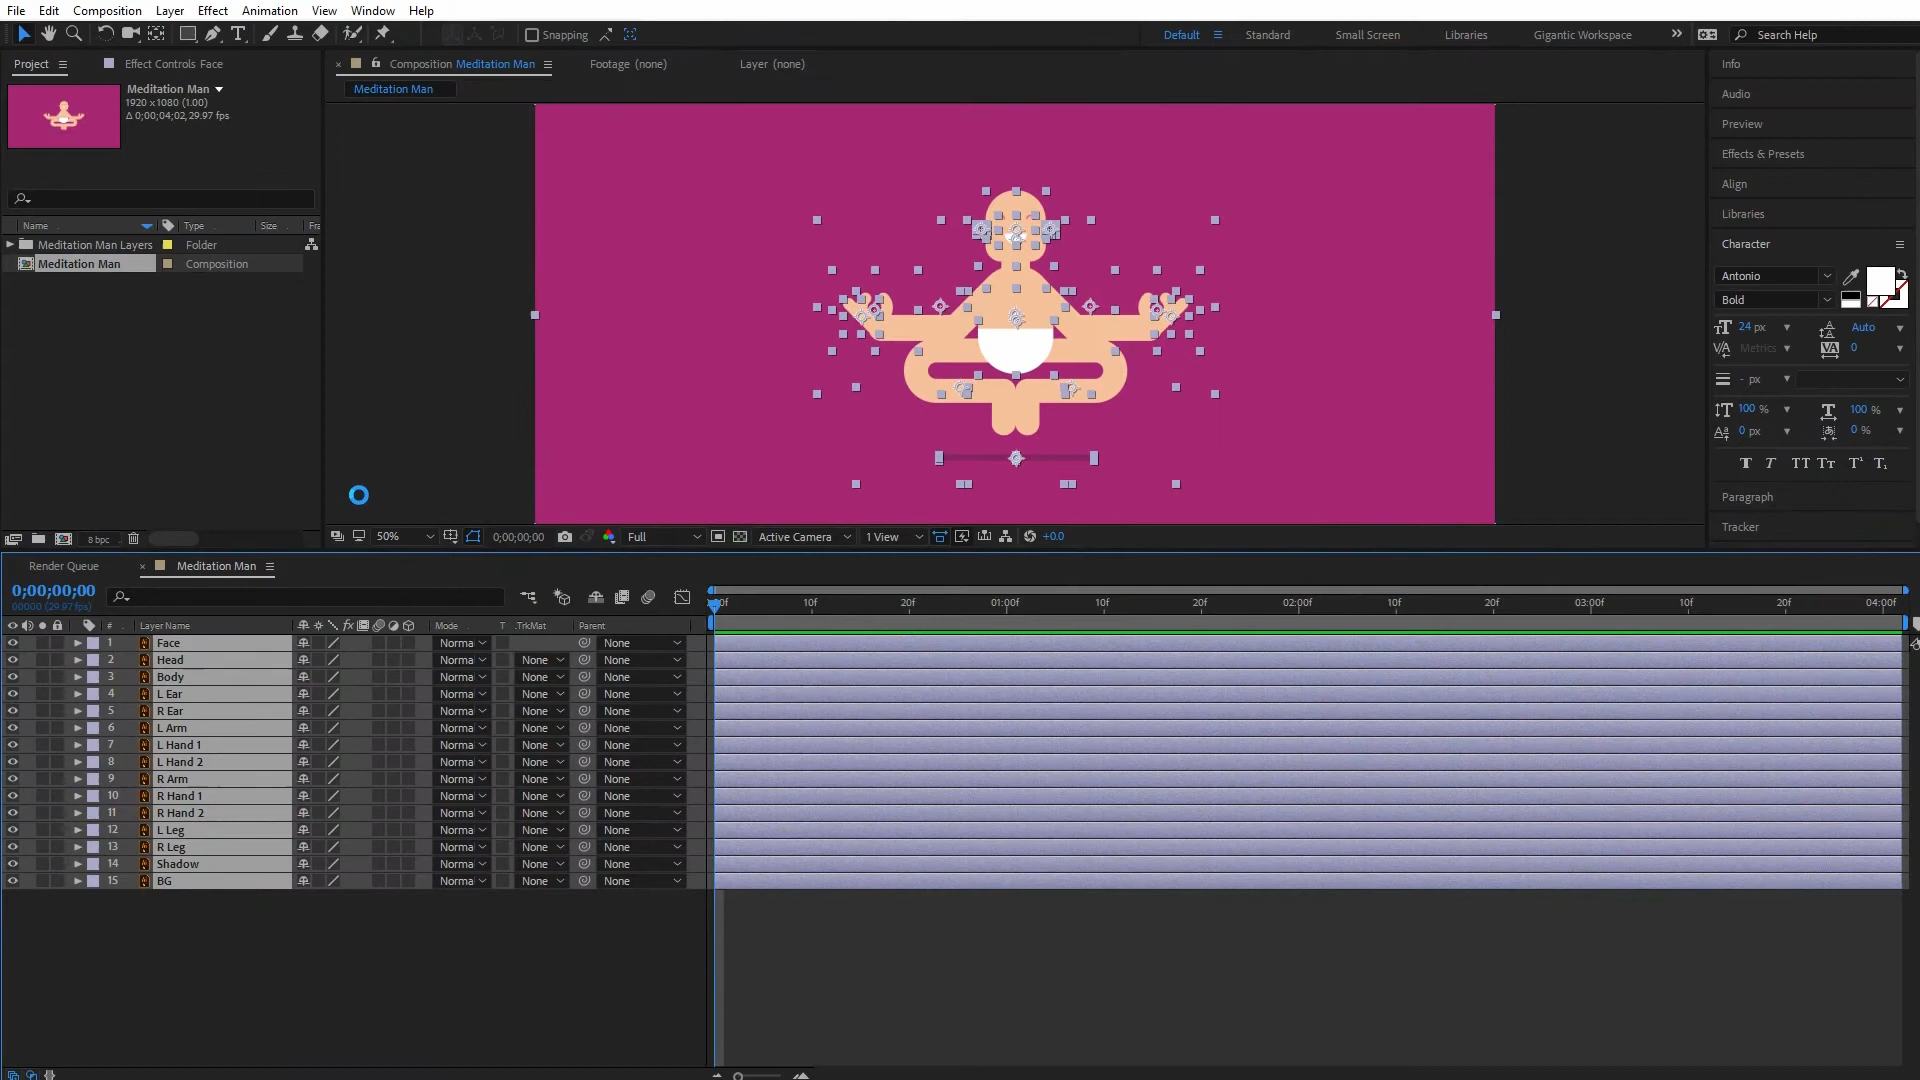 File Edit Composition Layer Effect Animation View Window Help
Snapping
Default Standard Small Screen Libraries Gigantic Workspace » Search Help
Project Effect Controls Face
Composition Meditation Man Footage (none) Layer (none)
Meditation Man
Meditation Man
1920 x1080 (1.00)
Δ 0;00;04;02, 29.97 fps
Name Type Size Fra
Meditation Man Layers Folder
Meditation Man Composition
8 bpc
50% 0;00;00;00 Full Active Camera 1 View +0.0
Info
Audio
Preview
Effects & Presets
Align
Libraries
Character
Antonio
Bold
24 px Auto
Metrics 0
- px
100 % 100 %
0 px 0 %
T T TT Tт T¹ T₁
Paragraph
Tracker
Render Queue Meditation Man
0;00;00;00
00000 (29.97 fps)
# Layer Name Mode T .TrkMat Parent
:00f 10f 20f 01:00f 10f 20f 02:00f 10f 20f 03:00f 10f 20f 04:00f
1 Face Norma None
2 Head Norma None None
3 Body Norma None None
4 L Ear Norma None None
5 R Ear Norma None None
6 L Arm Norma None None
7 L Hand 1 Norma None None
8 L Hand 2 Norma None None
9 R Arm Norma None None
10 R Hand 1 Norma None None
11 R Hand 2 Norma None None
12 L Leg Norma None None
13 R Leg Norma None None
14 Shadow Norma None None
15 BG Norma None None